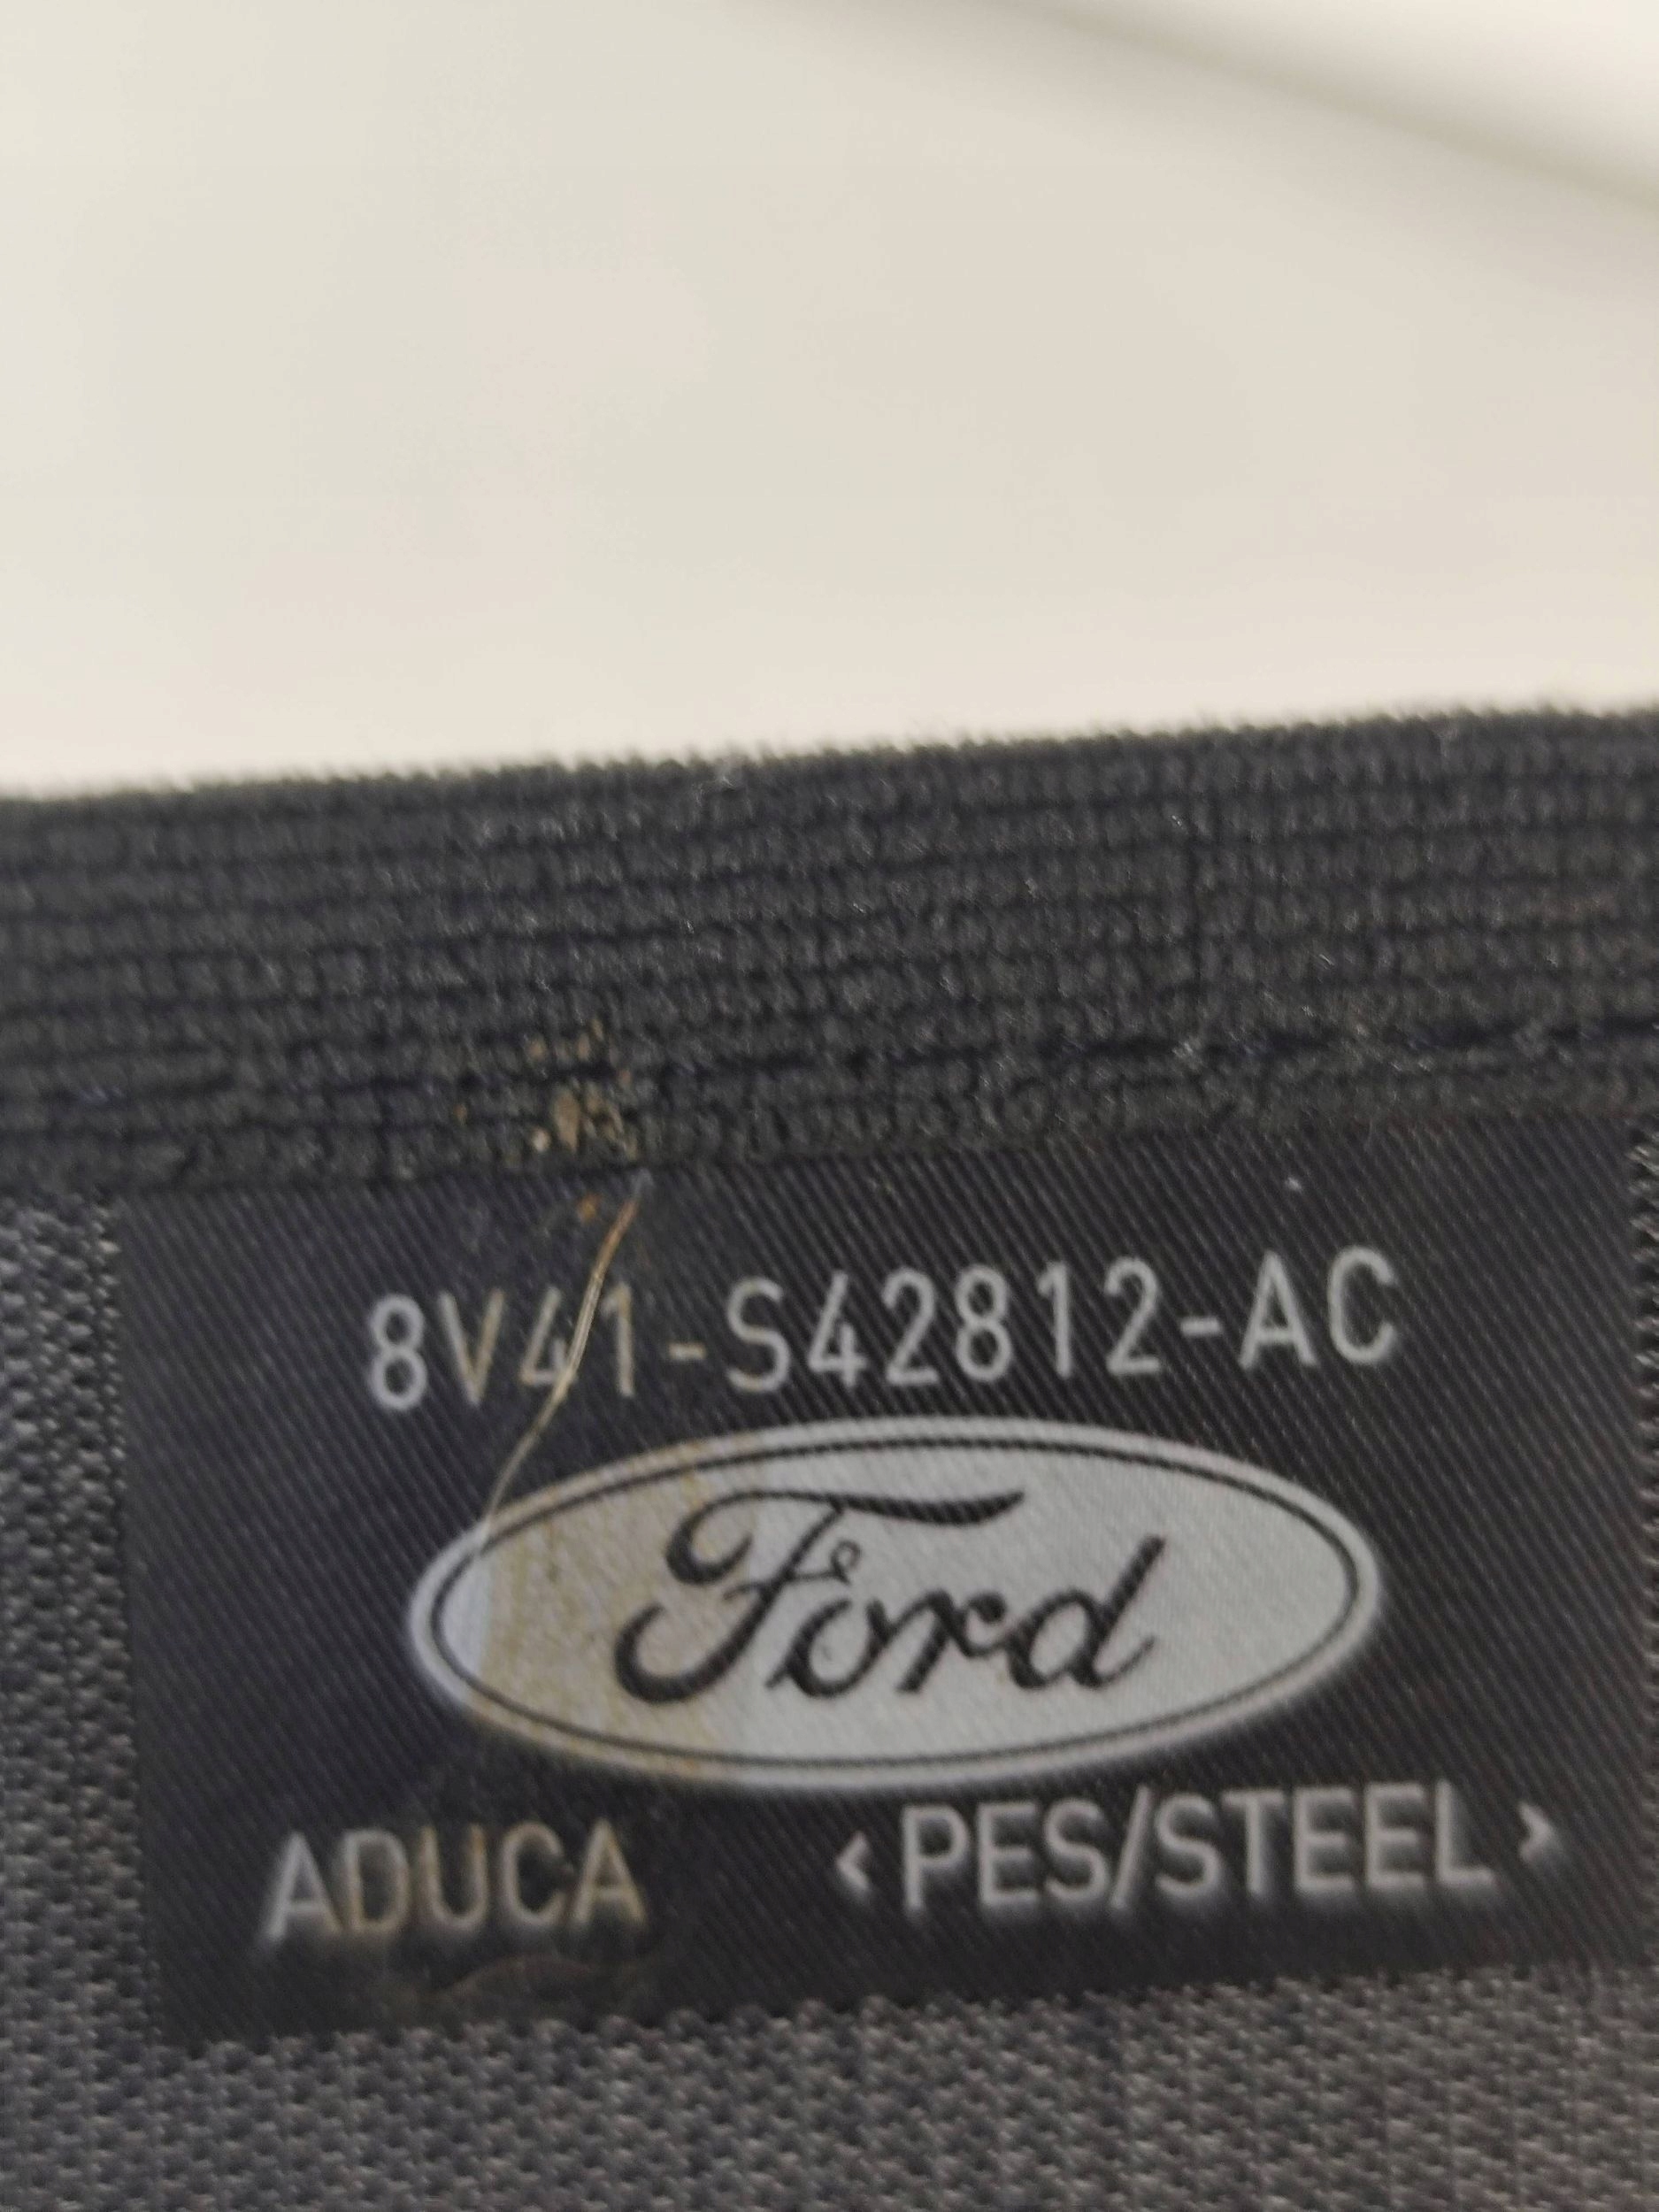 8V41-S42812-AC
Ford
ADUCA <PES/STEEL>